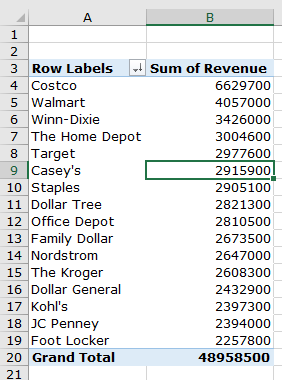 A B
1
2
3 Row Labels Sum of Revenue
4 Costco 6629700
5 Walmart 4057000
6 Winn-Dixie 3426000
7 The Home Depot 3004600
8 Target 2977600
9 Casey's 2915900
10 Staples 2905100
11 Dollar Tree 2821300
12 Office Depot 2810500
13 Family Dollar 2673500
14 Nordstrom 2647000
15 The Kroger 2608300
16 Dollar General 2432900
17 Kohl's 2397300
18 JC Penney 2394000
19 Foot Locker 2257800
20 Grand Total 48958500
21